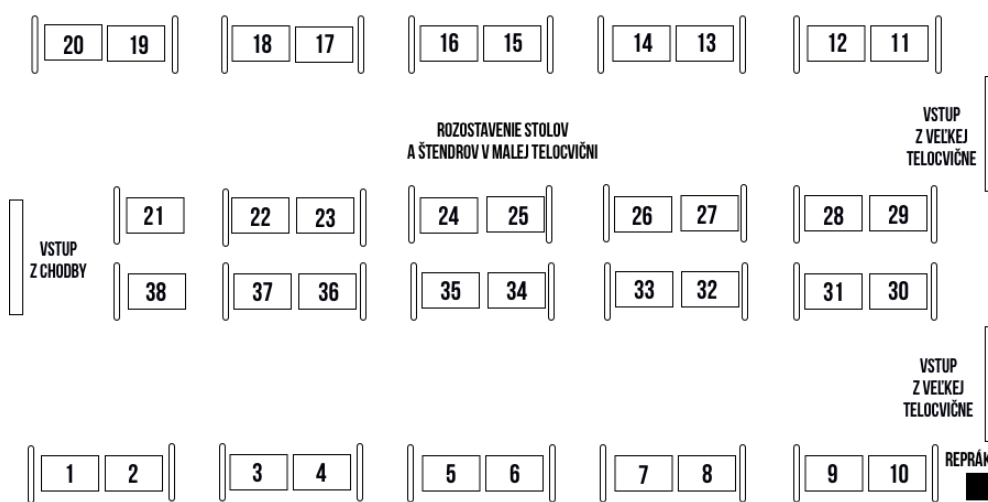 20 19 18 17 16 15 14 13 12 11
ROZOSTAVENIE STOLOV
A ŠTENDROV V MALEJ TELOCVIČNI
VSTUP
Z VEĽKEJ
TELOCVIČNE
21 22 23 24 25 26 27 28 29
VSTUP
Z CHODBY
38 37 36 35 34 33 32 31 30
VSTUP
Z VEĽKEJ
TELOCVIČNE
1 2 3 4 5 6 7 8 9 10
REPRÁK